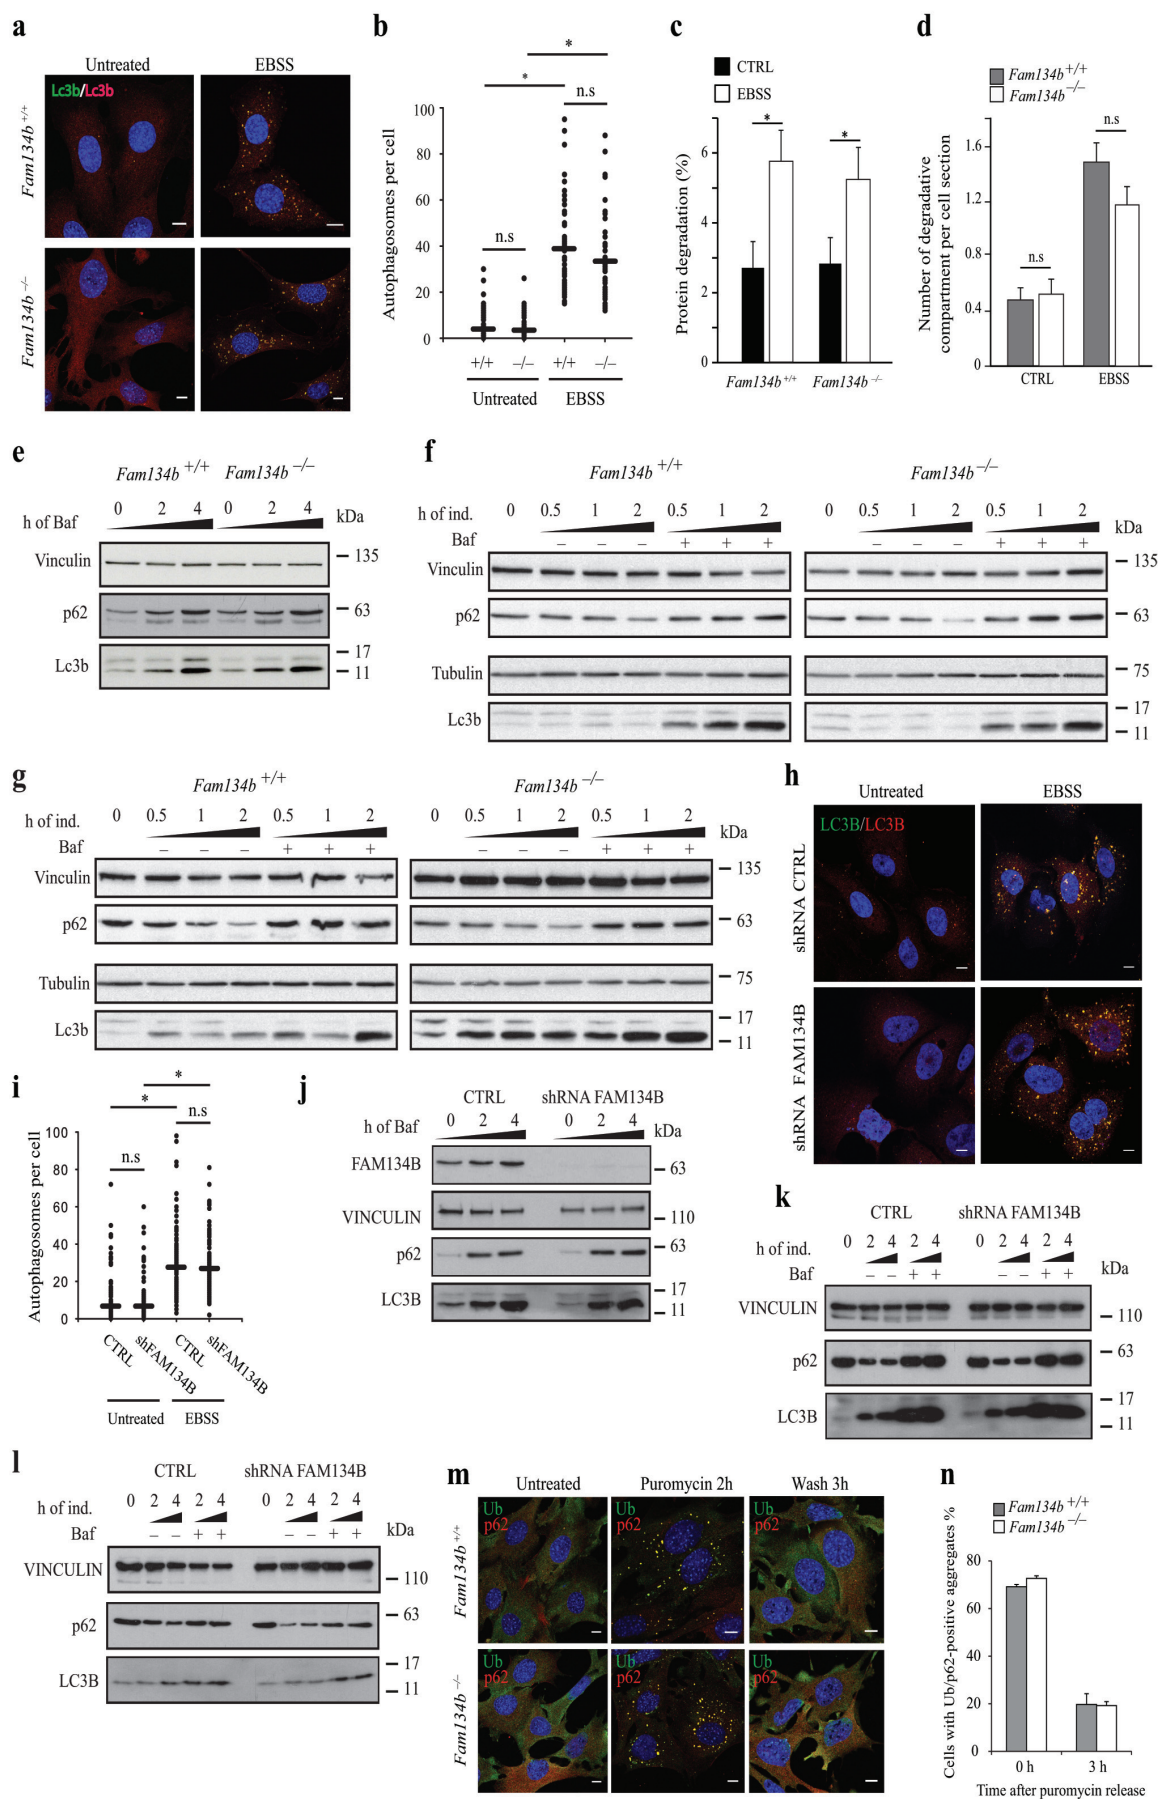 a
Untreated EBSS
Lc3b/Lc3b
Fam134b +/+
Fam134b −/−
b
*
*
n.s
n.s
Autophagosomes per cell
100
80
60
40
20
0
+/+ −/− +/+ −/−
Untreated EBSS
c
CTRL
EBSS
* *
Protein degradation (%)
6
4
2
0
Fam134b +/+ Fam134b −/−
d
Fam134b +/+
Fam134b −/−
n.s
n.s
Number of degradative
compartment per cell section
1.6
1.2
0.8
0.4
0
CTRL EBSS
e
Fam134b +/+ Fam134b −/−
0 2 4 0 2 4
h of Baf kDa
Vinculin 135
p62 63
Lc3b 17
11
f
Fam134b +/+ Fam134b −/−
h of ind. 0 0.5 1 2 0.5 1 2 0 0.5 1 2 0.5 1 2 kDa
Baf − − − + + + − − − + + +
Vinculin 135
p62 63
Tubulin 75
Lc3b 17
11
g
Fam134b +/+ Fam134b −/−
h of ind. 0 0.5 1 2 0.5 1 2 0 0.5 1 2 0.5 1 2 kDa
Baf − − − + + + − − − + + +
Vinculin 135
p62 63
Tubulin 75
Lc3b 17
11
h
Untreated EBSS
LC3B/LC3B
shRNA CTRL
shRNA FAM134B
i
*
*
n.s
n.s
Autophagosomes per cell
100
80
60
40
20
0
CTRL shFAM134B CTRL shFAM134B
Untreated EBSS
j
CTRL shRNA FAM134B
h of Baf 0 2 4 0 2 4 kDa
FAM134B 63
VINCULIN 110
p62 63
LC3B 17
11
k
CTRL shRNA FAM134B
h of ind. 0 2 4 2 4 0 2 4 2 4
Baf − − + + − − + + kDa
VINCULIN 110
p62 63
LC3B 17
11
l
CTRL shRNA FAM134B
h of ind. 0 2 4 2 4 0 2 4 2 4
Baf − − + + − − + + kDa
VINCULIN 110
p62 63
LC3B 17
11
m
Untreated Puromycin 2h Wash 3h
Ub Ub Ub
p62 p62 p62
Fam134b +/+
Ub Ub Ub
p62 p62 p62
Fam134b −/−
n
Fam134b +/+
Fam134b −/−
Cells with Ub/p62-positive aggregates %
80
60
40
20
0
0 h 3 h
Time after puromycin release